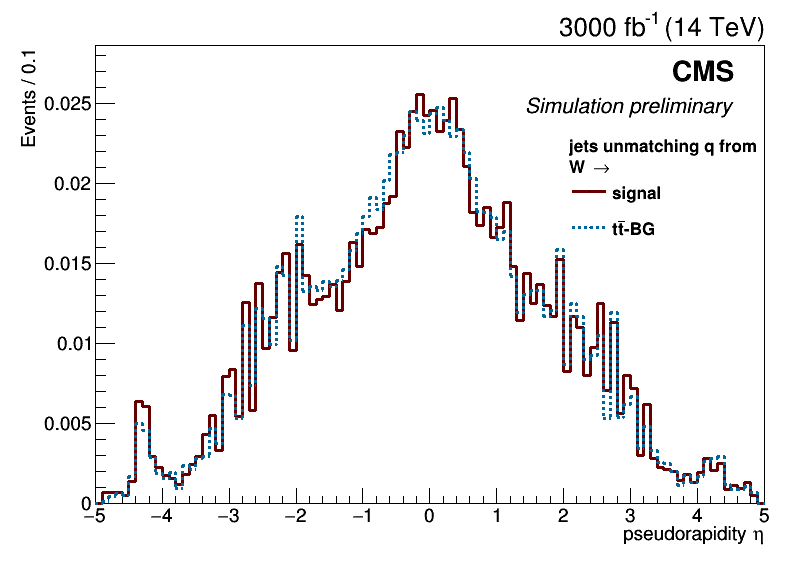 3000 fb⁻¹ (14 TeV)
Events / 0.1
CMS
Simulation preliminary
jets unmatching q from
W →
signal
tt̄-BG
0.025
0.02
0.015
0.01
0.005
0
−5 −4 −3 −2 −1 0 1 2 3 4 5
pseudorapidity η